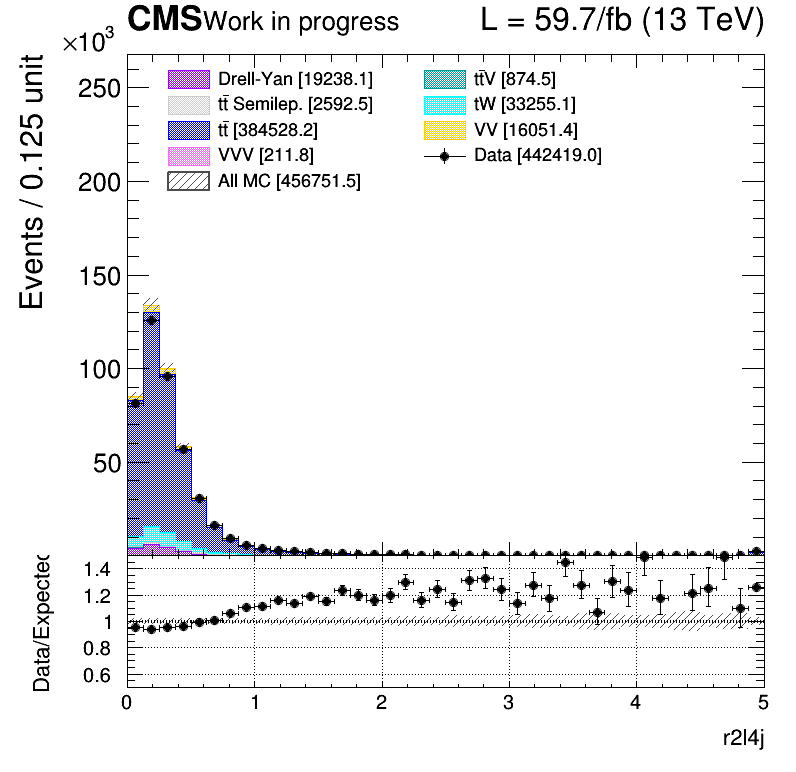 CMS Work in progress L = 59.7/fb (13 TeV)
×10³
Events / 0.125 unit
250
200
150
100
50
Drell-Yan [19238.1]
tt̄ Semilep. [2592.5]
tt̄ [384528.2]
VVV [211.8]
All MC [456751.5]
tt̄V [874.5]
tW [33255.1]
VV [16051.4]
Data [442419.0]
Data/Expected
1.4
1.2
1
0.8
0.6
0 1 2 3 4 5
r2l4j